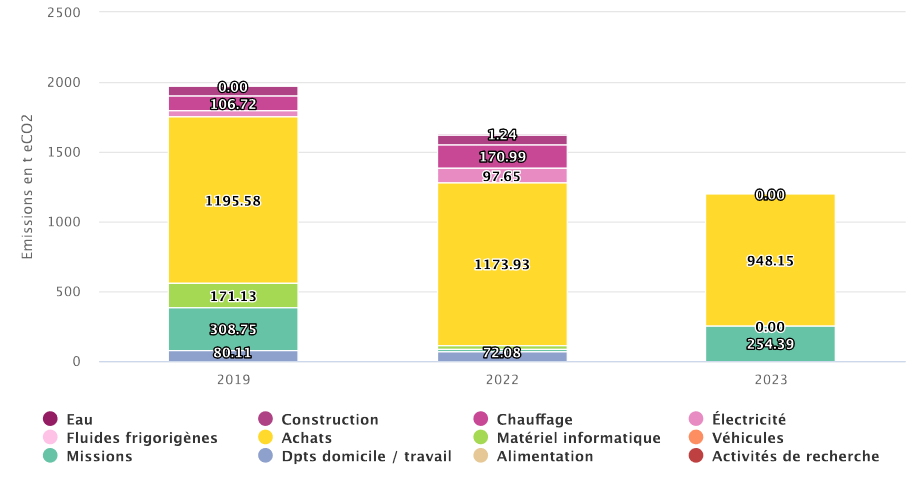 2500
2000
1500
1000
500
0
Emissions en t eCO2
0.00
106.72
1195.58
171.13
308.75
80.11
1.24
170.99
97.65
1173.93
72.08
0.00
948.15
0.00
254.39
2019
2022
2023
Eau
Construction
Chauffage
Électricité
Fluides frigorigènes
Achats
Matériel informatique
Véhicules
Missions
Dpts domicile / travail
Alimentation
Activités de recherche